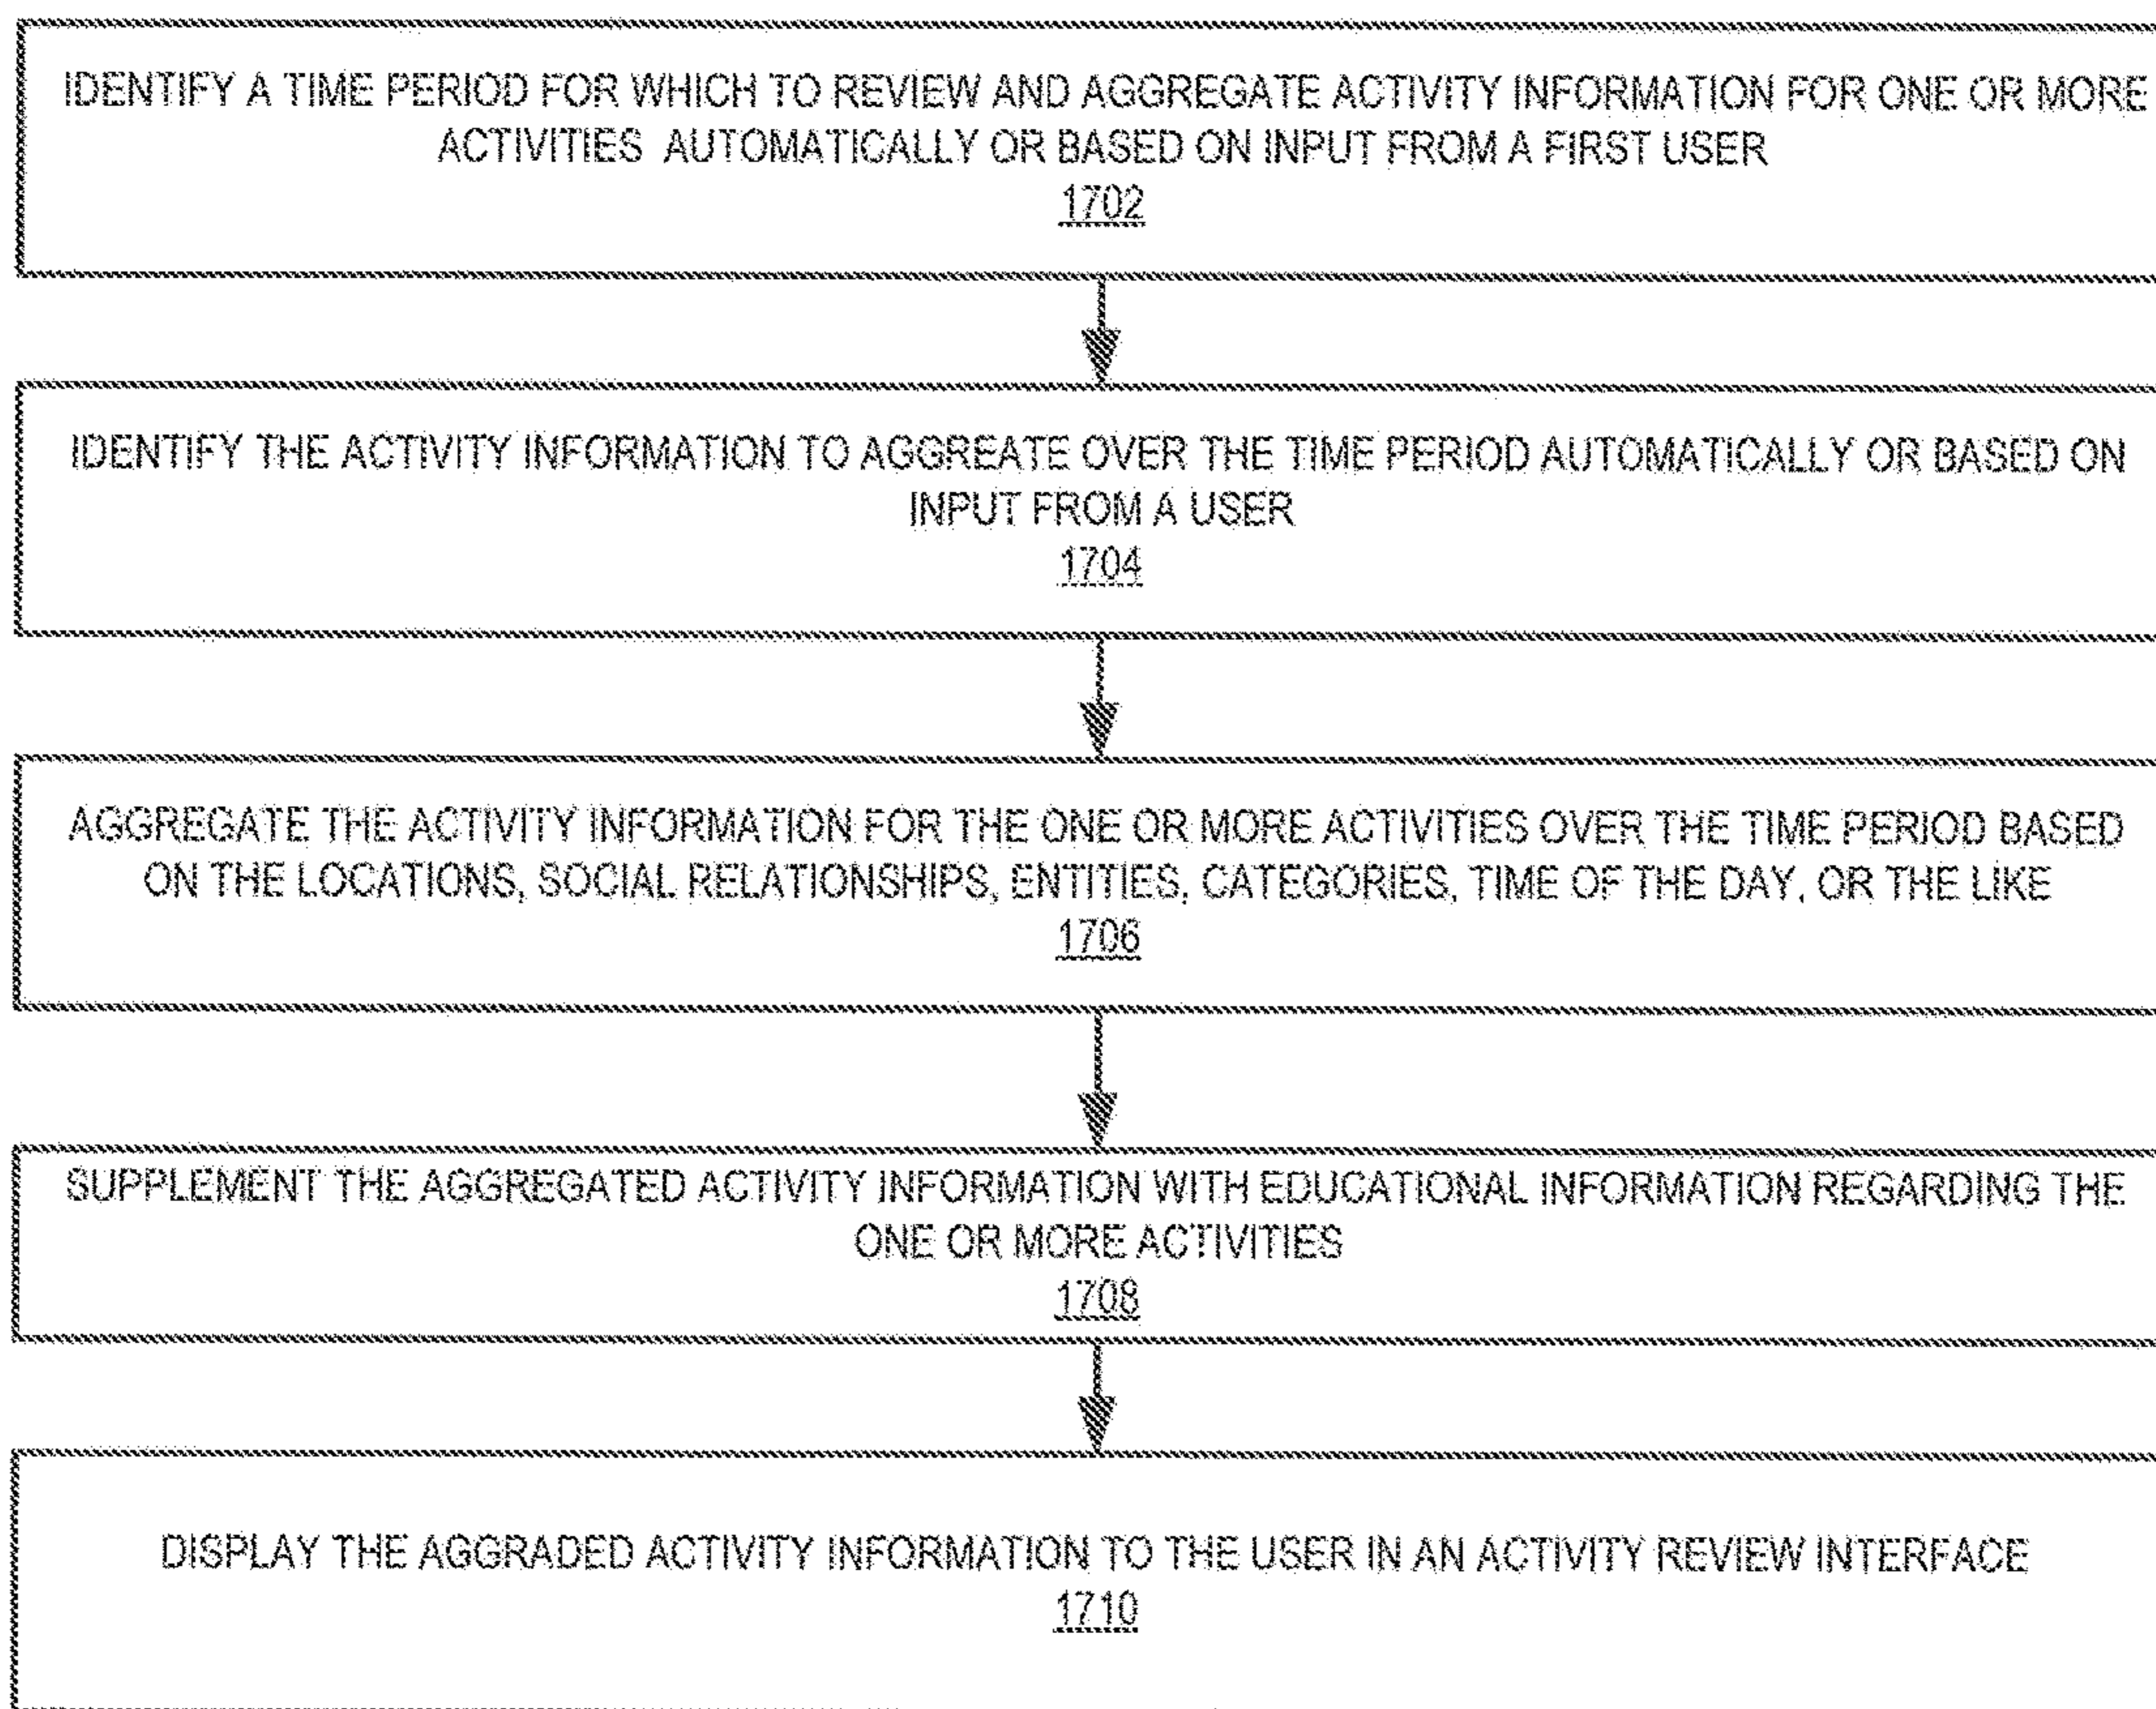 IDENTIFY A TIME PERIOD FOR WHICH TO REVIEW AND AGGREGATE ACTIVITY INFORMATION FOR ONE OR MORE
ACTIVITIES AUTOMATICALLY OR BASED ON INPUT FROM A FIRST USER
1702
IDENTIFY THE ACTIVITY INFORMATION TO AGGREATE OVER THE TIME PERIOD AUTOMATICALLY OR BASED ON
INPUT FROM A USER
1704
AGGREGATE THE ACTIVITY INFORMATION FOR THE ONE OR MORE ACTIVITIES OVER THE TIME PERIOD BASED
ON THE LOCATIONS, SOCIAL RELATIONSHIPS, ENTITIES, CATEGORIES, TIME OF THE DAY, OR THE LIKE
1706
SUPPLEMENT THE AGGREGATED ACTIVITY INFORMATION WITH EDUCATIONAL INFORMATION REGARDING THE
ONE OR MORE ACTIVITIES
1708
DISPLAY THE AGGRADED ACTIVITY INFORMATION TO THE USER IN AN ACTIVITY REVIEW INTERFACE
1710